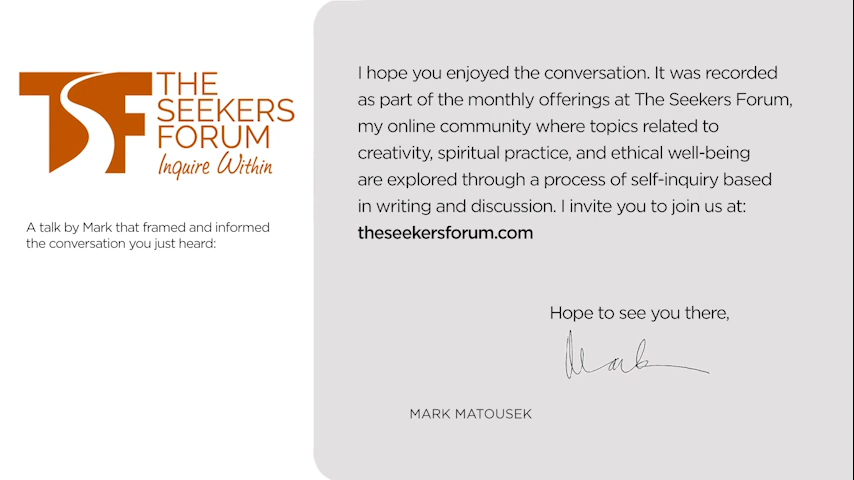 TSF
THE
SEEKERS
FORUM
Inquire Within
A talk by Mark that framed and informed
the conversation you just heard:
I hope you enjoyed the conversation. It was recorded
as part of the monthly offerings at The Seekers Forum,
my online community where topics related to
creativity, spiritual practice, and ethical well-being
are explored through a process of self-inquiry based
in writing and discussion. I invite you to join us at:
theseekersforum.com
Hope to see you there,
Mark
MARK MATOUSEK